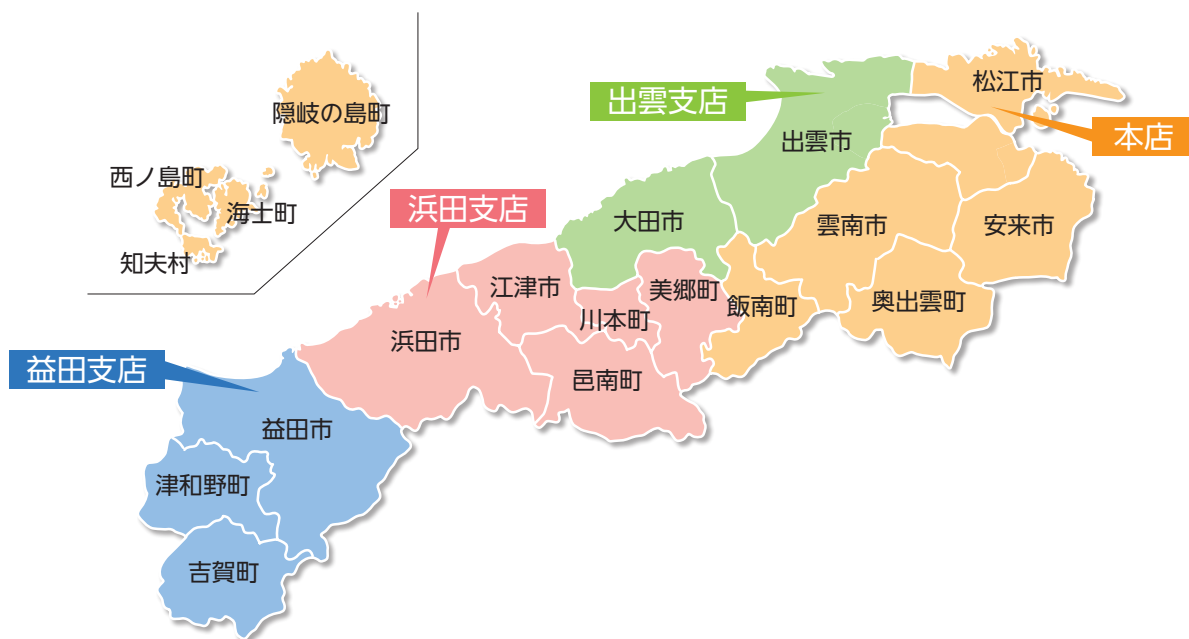 隠岐の島町
西ノ島町
海士町
知夫村
松江市
出雲支店
本店
出雲市
浜田支店
大田市
雲南市
安来市
江津市
美郷町
飯南町
奥出雲町
川本町
浜田市
邑南町
益田支店
益田市
津和野町
吉賀町